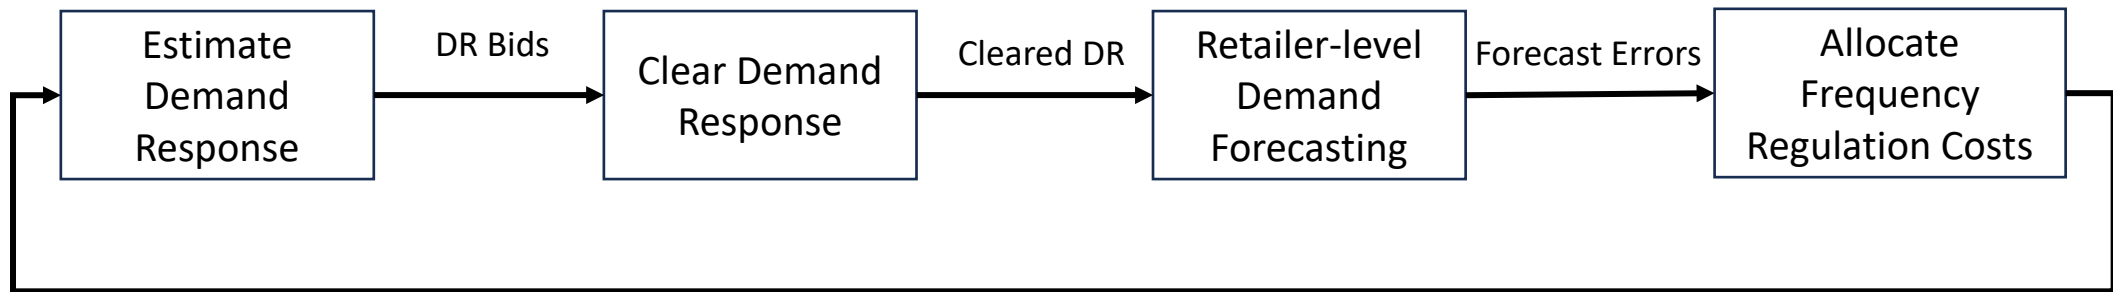 Estimate
Demand
Response
DR Bids
Clear Demand
Response
Cleared DR
Retailer-level
Demand
Forecasting
Forecast Errors
Allocate
Frequency
Regulation Costs